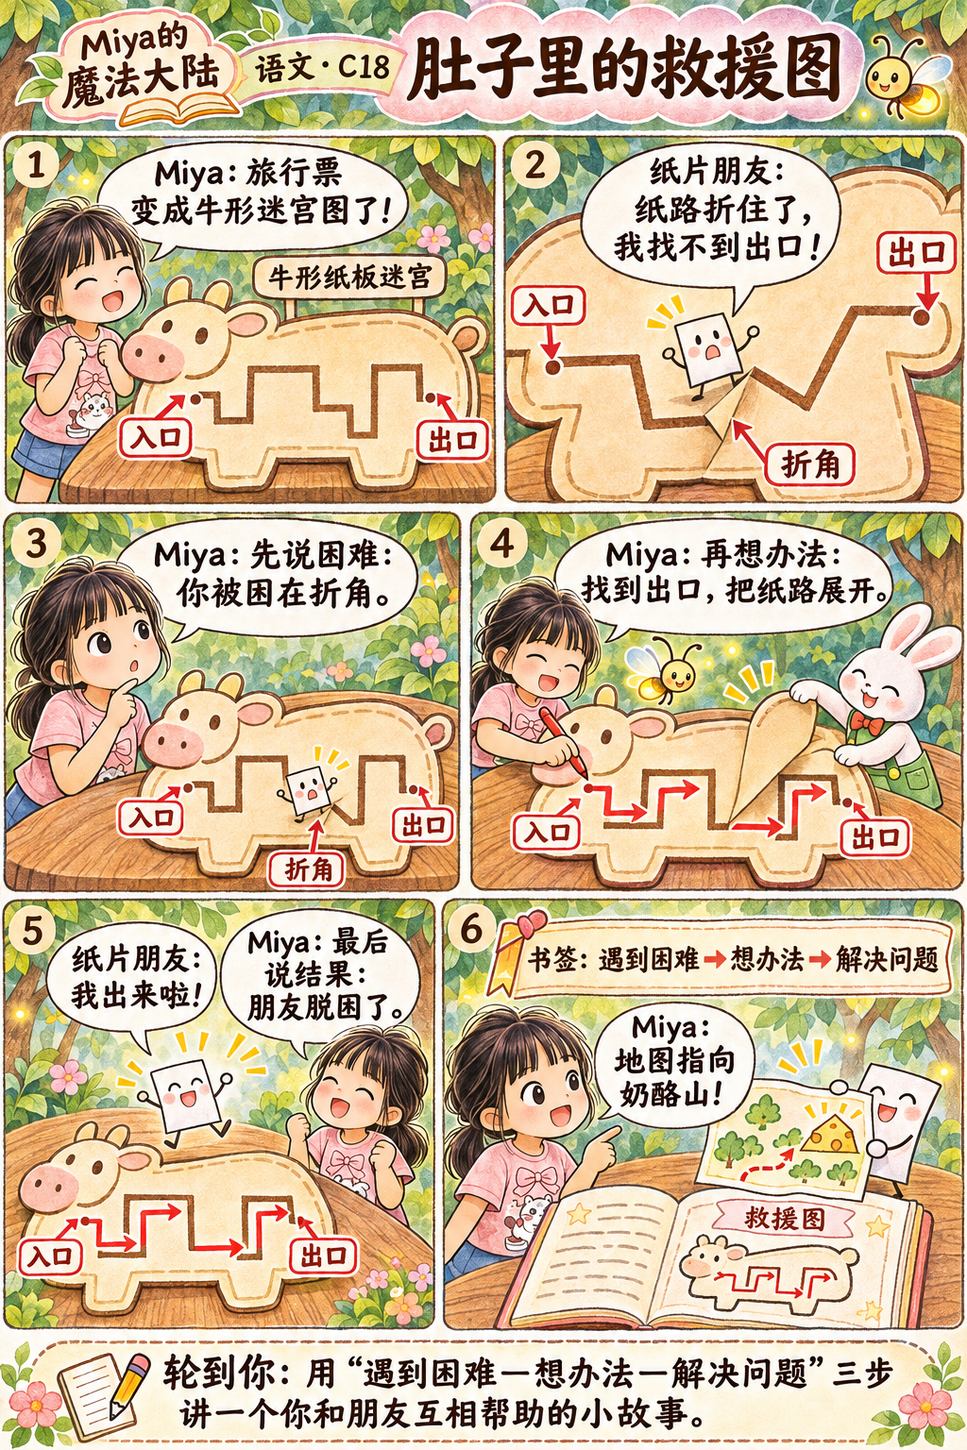 Miya的
魔法大陆
语文·C18
肚子里的救援图
1
Miya：旅行票
变成牛形迷宫图了！
牛形纸板迷宫
入口
出口
2
纸片朋友：
纸路折住了，
我找不到出口！
入口
出口
折角
3
Miya：先说困难：
你被困在折角。
入口
出口
折角
4
Miya：再想办法：
找到出口，把纸路展开。
入口
出口
5
纸片朋友：
我出来啦！
Miya：最后
说结果：
朋友脱困了。
入口
出口
6
书签：遇到困难→想办法→解决问题
Miya：
地图指向
奶酪山！
救援图
轮到你：用“遇到困难—想办法—解决问题”三步
讲一个你和朋友互相帮助的小故事。